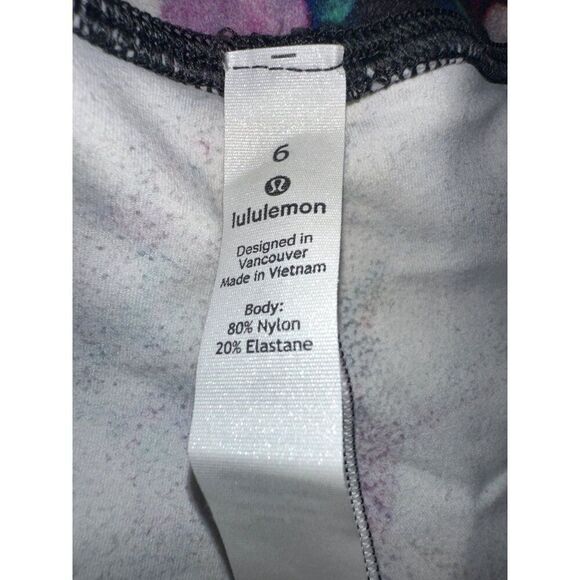 6
lululemon
Designed in
Vancouver
Made in Vietnam
Body:
80% Nylon
20% Elastane